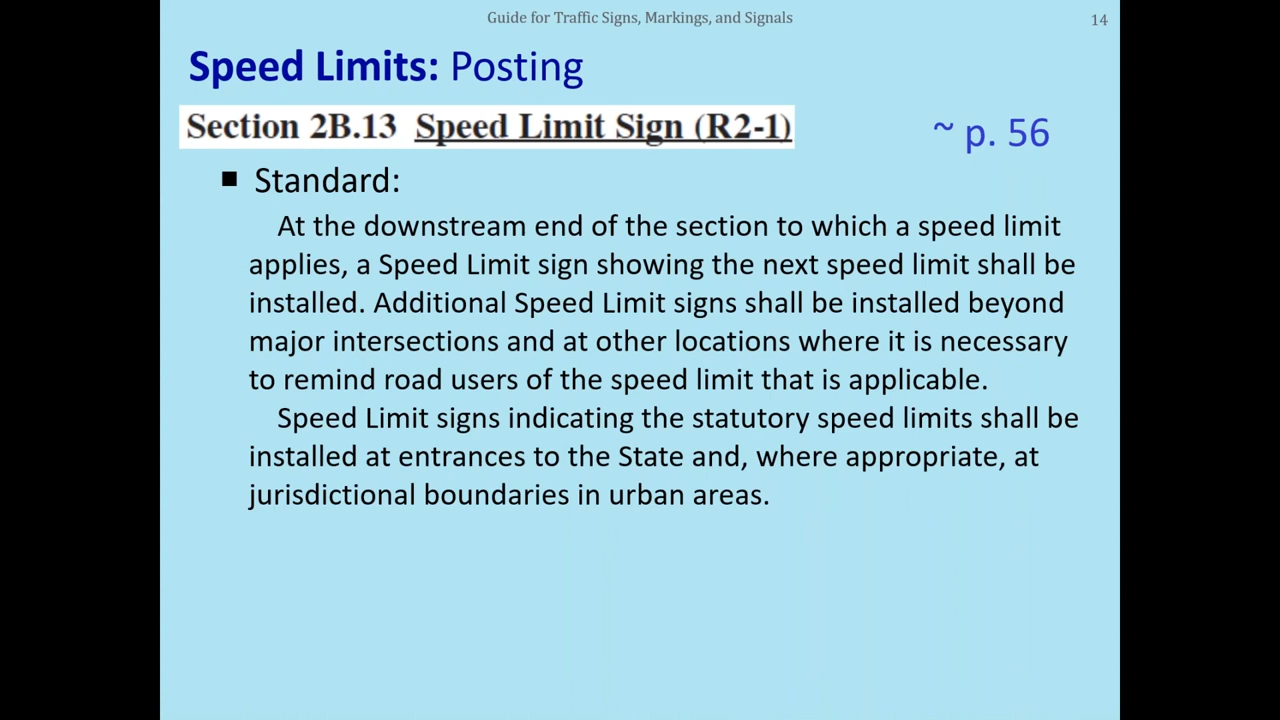 Guide for Traffic Signs, Markings, and Signals
14
Speed Limits: Posting
Section 2B.13 Speed Limit Sign (R2-1)
~ p. 56
■ Standard:
At the downstream end of the section to which a speed limit
applies, a Speed Limit sign showing the next speed limit shall be
installed. Additional Speed Limit signs shall be installed beyond
major intersections and at other locations where it is necessary
to remind road users of the speed limit that is applicable.
Speed Limit signs indicating the statutory speed limits shall be
installed at entrances to the State and, where appropriate, at
jurisdictional boundaries in urban areas.